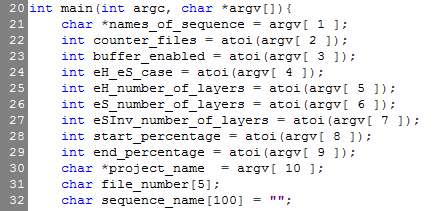 20 int main(int argc, char *argv[]){
21     char *names_of_sequence = argv[ 1 ];
22     int counter_files = atoi(argv[ 2 ]);
23     int buffer_enabled = atoi(argv[ 3 ]);
24     int eH_eS_case = atoi(argv[ 4 ]);
25     int eH_number_of_layers = atoi(argv[ 5 ]);
26     int eS_number_of_layers = atoi(argv[ 6 ]);
27     int eSInv_number_of_layers = atoi(argv[ 7 ]);
28     int start_percentage = atoi(argv[ 8 ]);
29     int end_percentage = atoi(argv[ 9 ]);
30     char *project_name  = argv[ 10 ];
31     char file_number[5];
32     char sequence_name[100] = "";